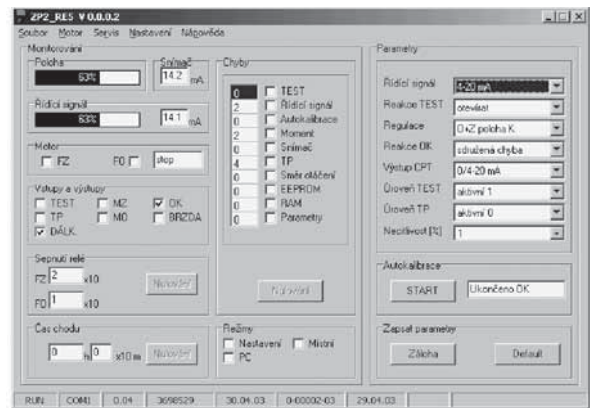 ZP2_RE5 V 0.0.0.2
Soubor Motor Servis Nastavení Nápověda
Monitorování
Poloha
63%
Snímač
14.2 mA
Řídící signál
63%
14.1 mA
Motor
FZ FO stop
Vstupy a výstupy
TEST MZ OK
TP MO BRZDA
DÁLK.
Sepnutí relé
FZ 2 x10
FO 1 x10
Nulování
Čas chodu
0 h 0 x10 m Nulování
Chyby
0 TEST
2 Řídící signál
0 Autokalibrace
2 Moment
0 Snímač
4 TP
0 Směr otáčení
0 EEPROM
0 RAM
0 Parametry
Nulování
Režimy
Nastavení Místní
PC
Parametry
Řídící signál 4-20 mA
Reakce TEST otevírat
Regulace O+Z poloha K
Reakce OK sdružená chyba
Výstup CPT 0/4-20 mA
Úroveň TEST aktivní 1
Úroveň TP aktivní 0
Necitlivost [%] 1
Autokalibrace
START Ukončeno OK
Zapsat parametry
Záloha Default
RUN COM1 0.04 3698529 30.04.03 0-00002-03 29.04.03